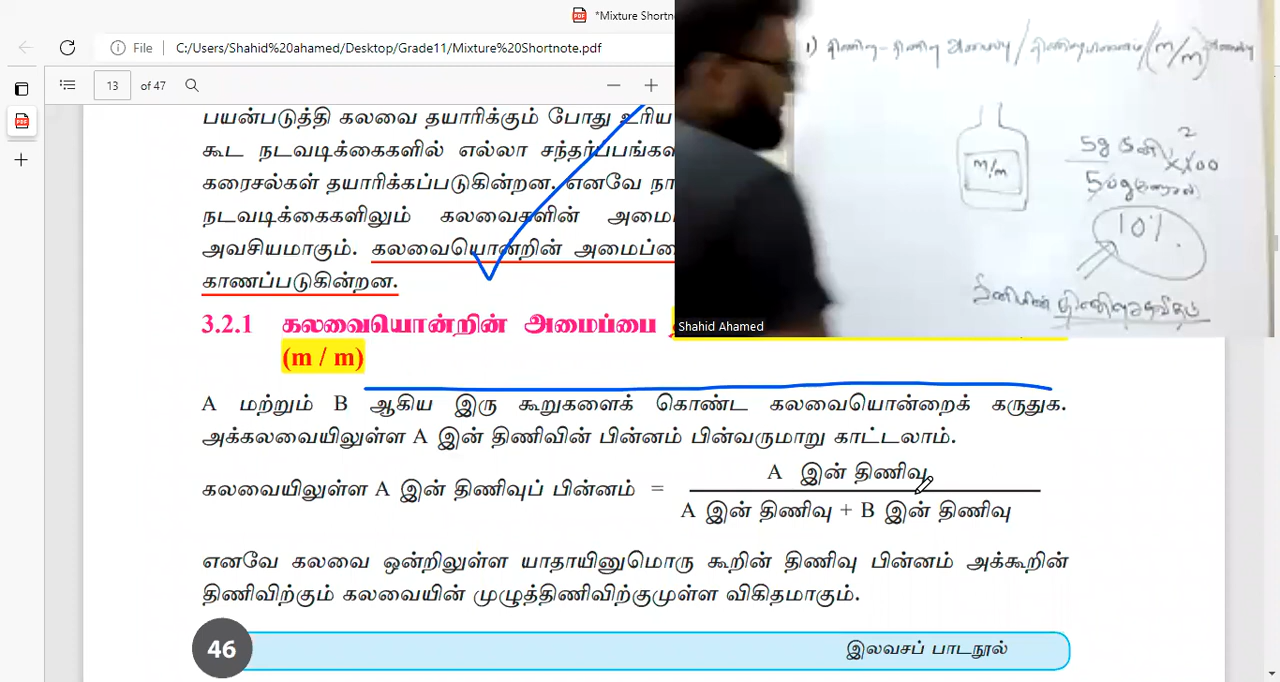 *Mixture Shortno
File C:/Users/Shahid%20ahamed/Desktop/Grade11/Mixture%20Shortnote.pdf
13 of 47
பயன்படுத்தி கலவை தயாரிக்கும் போது உரிய
கூட நடவடிக்கைகளில் எல்லா சந்தர்ப்பங்க
கரைசல்கள் தயாரிக்கப்படுகின்றன. எனவே நா
நடவடிக்கைகளிலும் கலவைகளின் அமை
அவசியமாகும். கலவையொன்றின் அமைப்பை
காணப்படுகின்றன.
3.2.1 கலவையொன்றின் அமைப்பை
(m / m)
A மற்றும் B ஆகிய இரு கூறுகளைக் கொண்ட கலவையொன்றைக் கருதுக.
அக்கலவையிலுள்ள A இன் திணிவின் பின்னம் பின்வருமாறு காட்டலாம்.
கலவையிலுள்ள A இன் திணிவுப் பின்னம் = A இன் திணிவு
A இன் திணிவு + B இன் திணிவு
எனவே கலவை ஒன்றிலுள்ள யாதாயினுமொரு கூறின் திணிவு பின்னம் அக்கூறின்
திணிவிற்கும் கலவையின் முழுத்திணிவிற்குமுள்ள விகிதமாகும்.
46 இலவசப் பாடநூல்
1) திணிவு - திணிவு / (m/m)
m/m
5g சீனி x 100
10%
சீனியின்
Shahid Ahamed